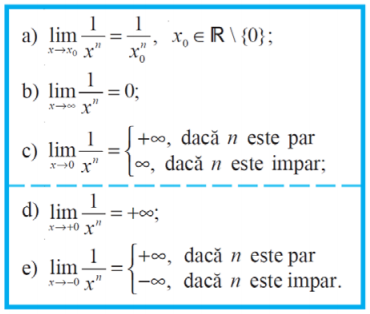 a) lim_{x→x₀} 1/xⁿ = 1/x₀ⁿ, x₀ ∈ ℝ \ {0};
b) lim_{x→∞} 1/xⁿ = 0;
c) lim_{x→0} 1/xⁿ = { +∞, dacă n este par
∞, dacă n este impar;
d) lim_{x→+0} 1/xⁿ = +∞;
e) lim_{x→−0} 1/xⁿ = { +∞, dacă n este par
−∞, dacă n este impar.